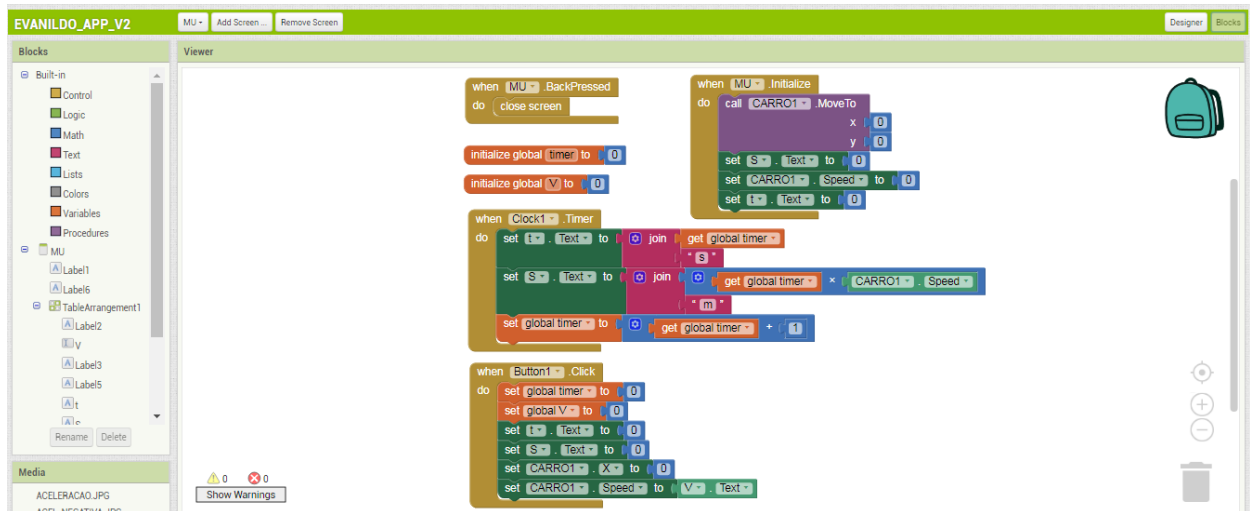 EVANILDO_APP_V2
MU
Add Screen ...
Remove Screen
Designer
Blocks
Blocks
Built-in
Control
Logic
Math
Text
Lists
Colors
Variables
Procedures
MU
Label1
Label6
TableArrangement1
Label2
V
Label3
Label5
t
S
Rename
Delete
Media
ACELERACAO.JPG
ACEL_NEGATIVA.JPG
Viewer
when MU .BackPressed
do close screen
initialize global timer to 0
initialize global V to 0
when MU .Initialize
do call CARRO1 .MoveTo
x 0
y 0
set S . Text to 0
set CARRO1 . Speed to 0
set t . Text to 0
when Clock1 .Timer
do set t . Text to join get global timer
" s "
set S . Text to join get global timer × CARRO1 . Speed
" m "
set global timer to get global timer + 1
when Button1 .Click
do set global timer to 0
set global V to 0
set t . Text to 0
set S . Text to 0
set CARRO1 . X to 0
set CARRO1 . Speed to V . Text
0 0
Show Warnings